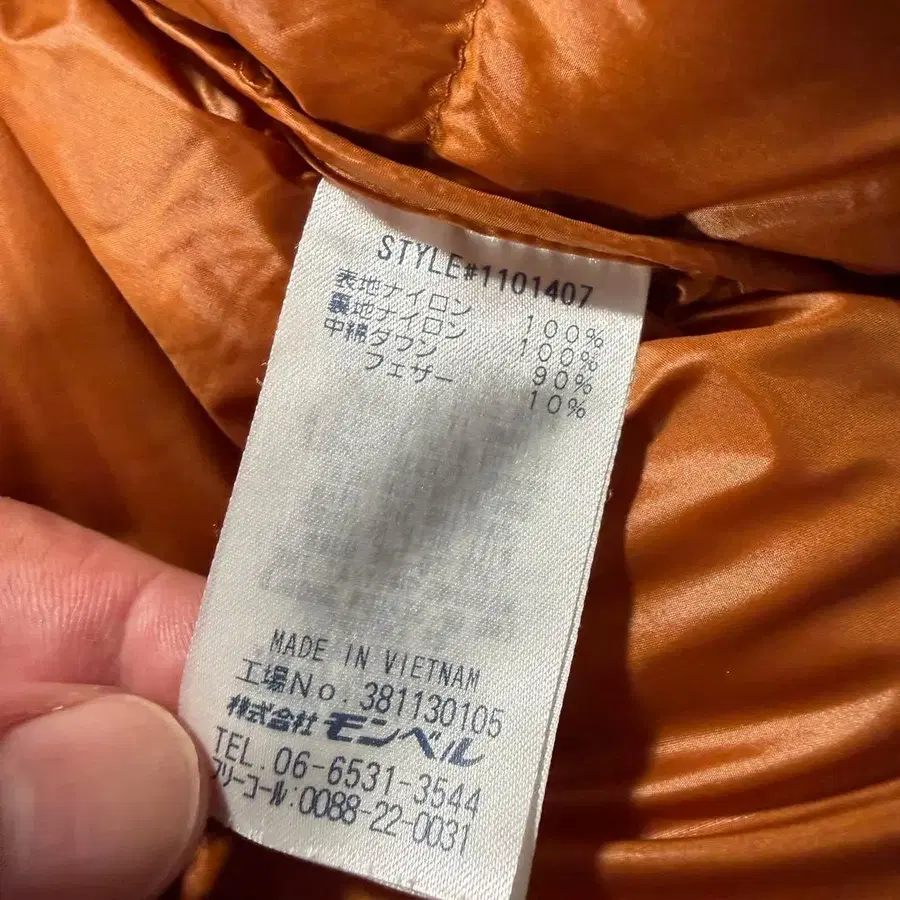 STYLE#1101407
表地ナイロン 100%
裏地ナイロン 100%
中綿ダウン 90%
フェザー 10%
MADE IN VIETNAM
工場No.381130105
株式会社モンベル
TEL.06-6531-3544
フリーコール:0088-22-0031